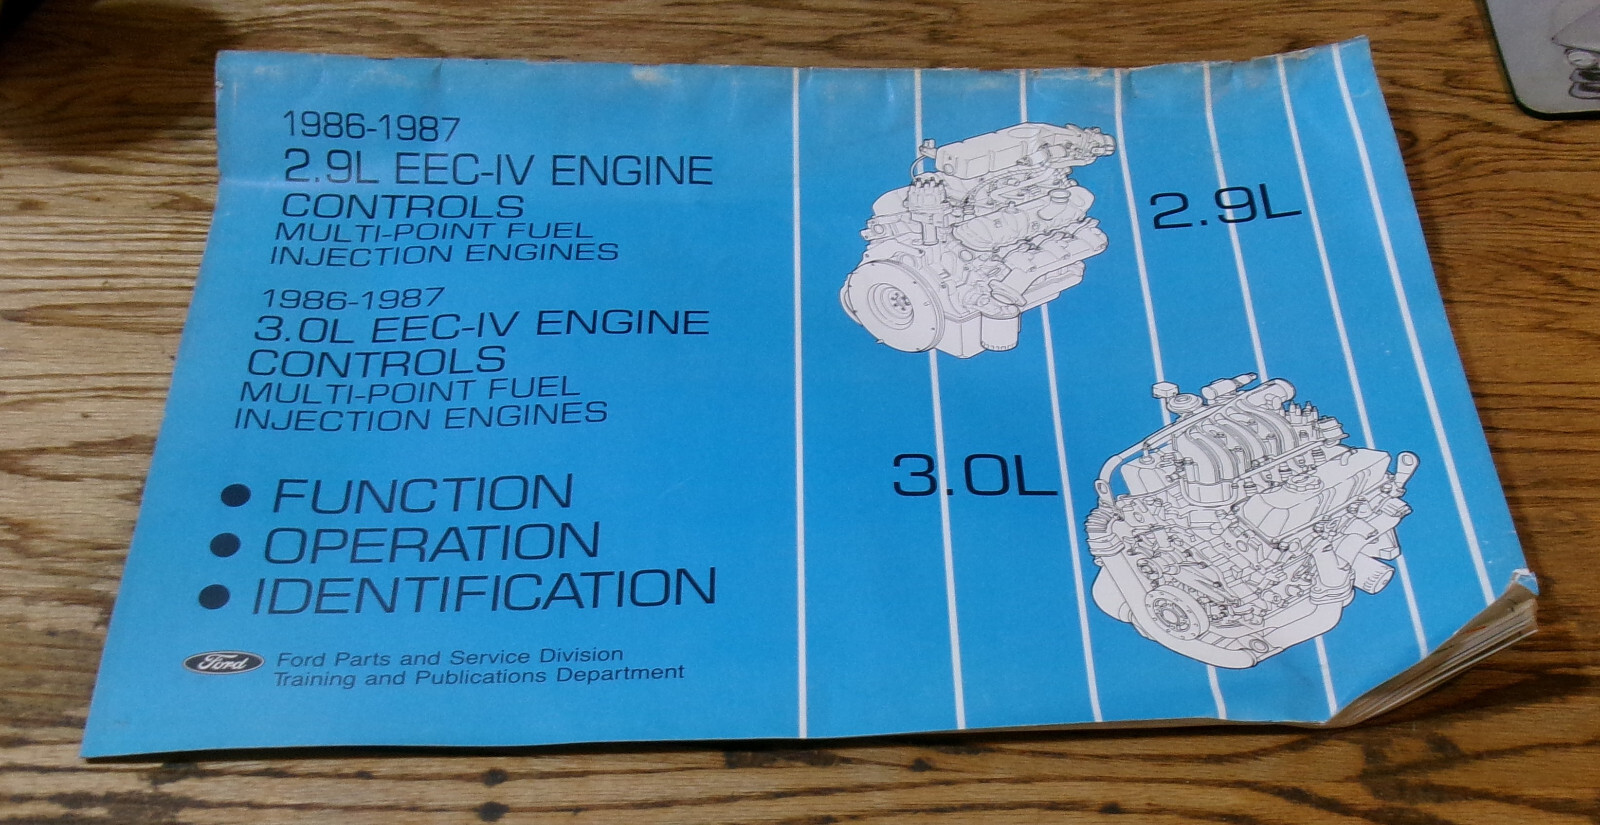 1986-1987
2.9L EEC-IV ENGINE
CONTROLS
MULTI-POINT FUEL
INJECTION ENGINES
1986-1987
3.0L EEC-IV ENGINE
CONTROLS
MULTI-POINT FUEL
INJECTION ENGINES
● FUNCTION
● OPERATION
● IDENTIFICATION
Ford
Ford Parts and Service Division
Training and Publications Department
2.9L
3.0L